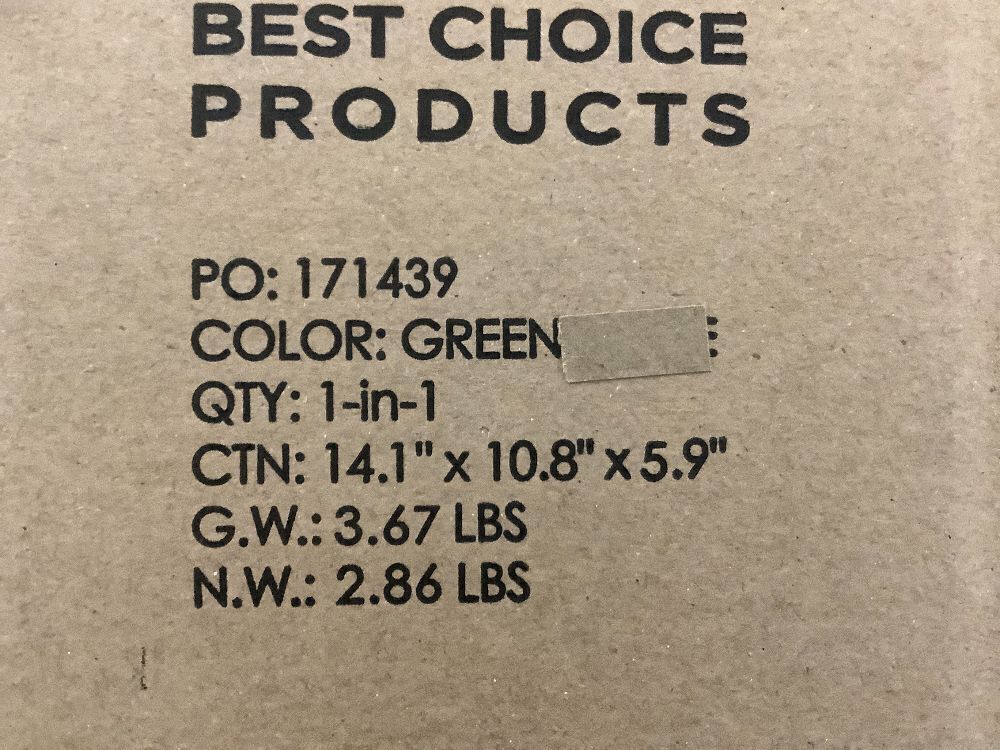 BEST CHOICE
PRODUCTS
PO: 171439
COLOR: GREEN
QTY: 1-in-1
CTN: 14.1" x 10.8" x 5.9"
G.W.: 3.67 LBS
N.W.: 2.86 LBS